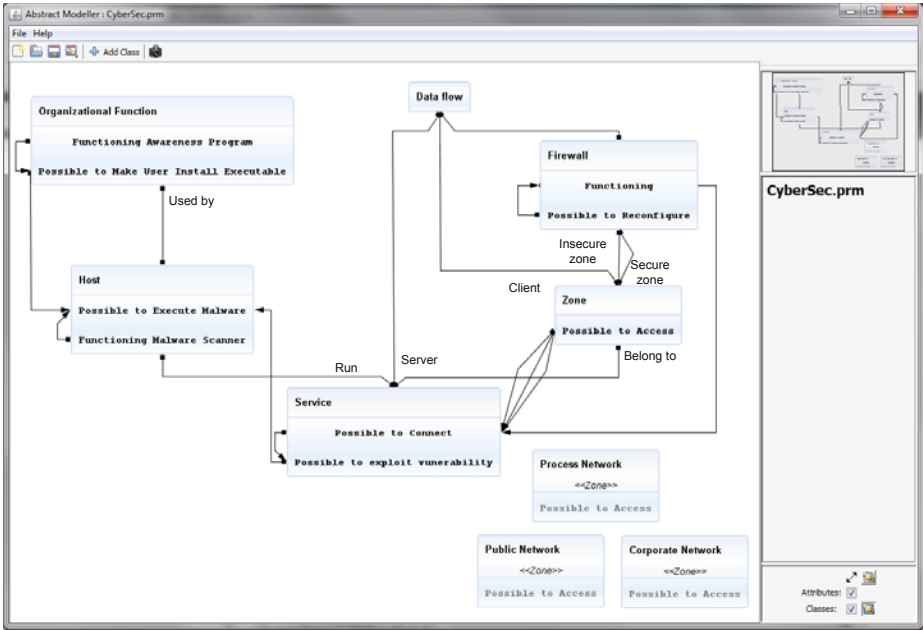 Abstract Modeller : CyberSec.prm
File Help
Add Class
Organizational Function
Functioning Awareness Program
Possible to Make User Install Executable
Used by
Data flow
Firewall
Functioning
Possible to Reconfigure
Insecure
zone
Secure
zone
Client
Zone
Possible to Access
Belong to
Host
Possible to Execute Malware
Functioning Malware Scanner
Run
Server
Service
Possible to Connect
Possible to exploit vunerability
Process Network
<<Zone>>
Possible to Access
Public Network
<<Zone>>
Possible to Access
Corporate Network
<<Zone>>
Possible to Access
CyberSec.prm
Attributes:
Classes: